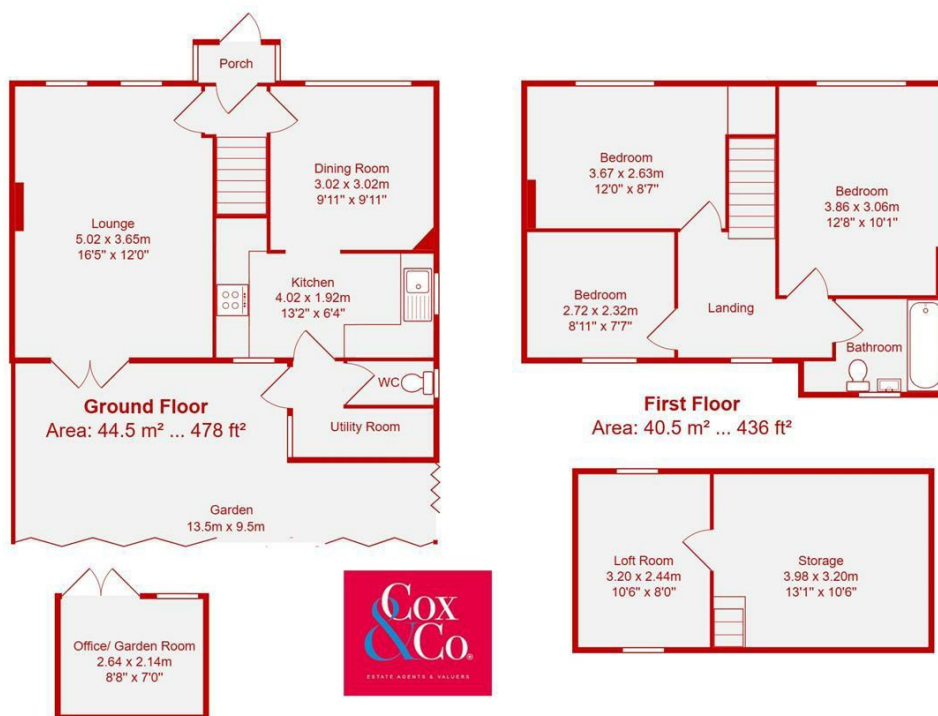 Porch
Dining Room
3.02 x 3.02m
9'11" x 9'11"
Lounge
5.02 x 3.65m
16'5" x 12'0"
Kitchen
4.02 x 1.92m
13'2" x 6'4"
WC
Utility Room
Ground Floor
Area: 44.5 m² ... 478 ft²
Garden
13.5m x 9.5m
Office/ Garden Room
2.64 x 2.14m
8'8" x 7'0"
Bedroom
3.67 x 2.63m
12'0" x 8'7"
Bedroom
3.86 x 3.06m
12'8" x 10'1"
Bedroom
2.72 x 2.32m
8'11" x 7'7"
Landing
Bathroom
First Floor
Area: 40.5 m² ... 436 ft²
Loft Room
3.20 x 2.44m
10'6" x 8'0"
Storage
3.98 x 3.20m
13'1" x 10'6"
Cox
&Co.®
ESTATE AGENTS & VALUERS